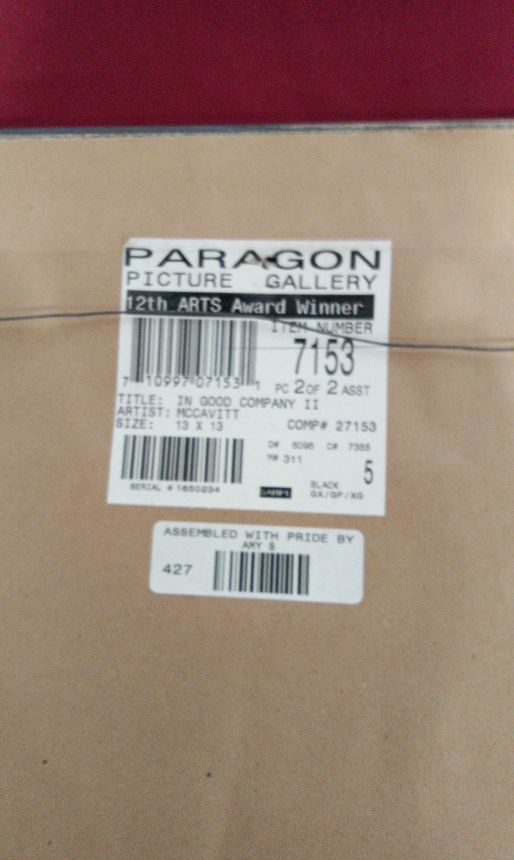 PARAGON
PICTURE GALLERY
12th ARTS Award Winner
ITEM NUMBER
7153
7 10997 07153 1
PC 2 OF 2 ASST
TITLE: IN GOOD COMPANY II
ARTIST: MCCAVITT
SIZE: 13 X 13 COMP# 27153
O# 6096 C# 7355
M# 311
5
BLACK
GX/GP/XG
SERIAL # 1650234
ASSEMBLED WITH PRIDE BY
AMY S
427